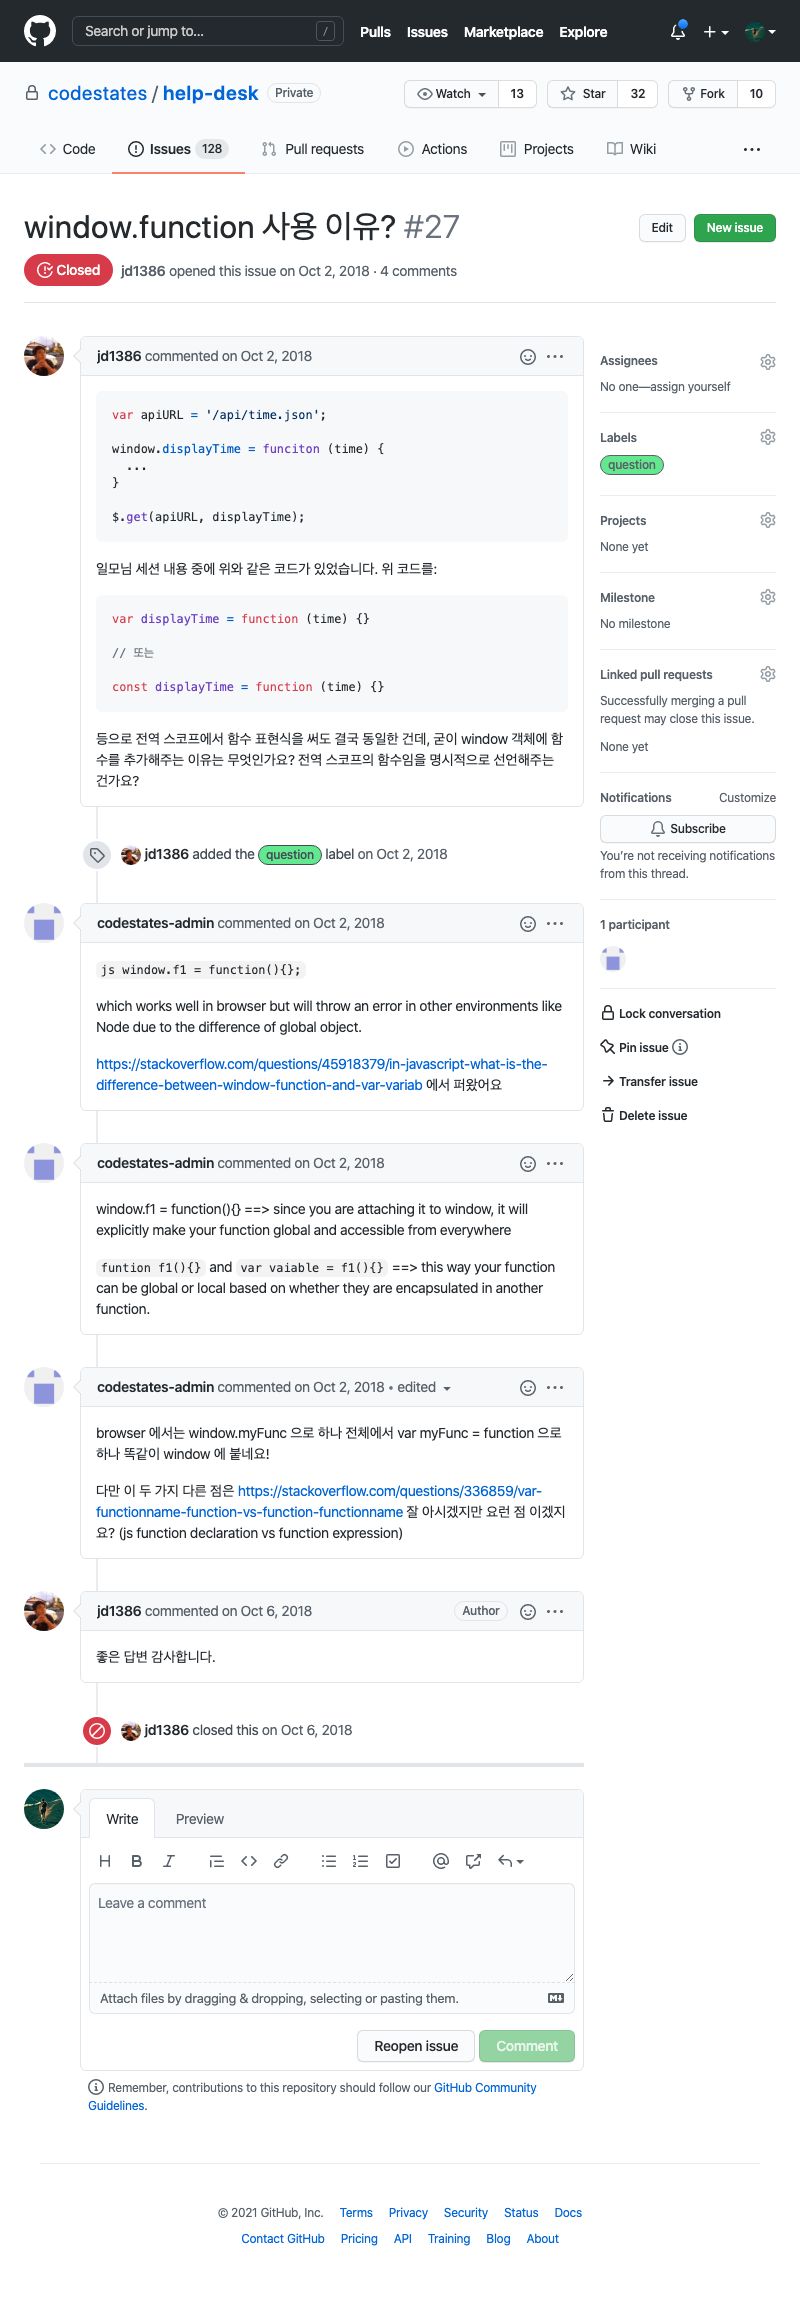 Search or jump to... /
Pulls Issues Marketplace Explore
codestates / help-desk Private
Watch 13 Star 32 Fork 10
Code Issues 128 Pull requests Actions Projects Wiki
window.function 사용 이유? #27
Edit New issue
Closed jd1386 opened this issue on Oct 2, 2018 · 4 comments
jd1386 commented on Oct 2, 2018
var apiURL = '/api/time.json';
window.displayTime = funciton (time) {
...
}
$.get(apiURL, displayTime);
일모님 세션 내용 중에 위와 같은 코드가 있었습니다. 위 코드를:
var displayTime = function (time) {}
// 또는
const displayTime = function (time) {}
등으로 전역 스코프에서 함수 표현식을 써도 결국 동일한 건데, 굳이 window 객체에 함
수를 추가해주는 이유는 무엇인가요? 전역 스코프의 함수임을 명시적으로 선언해주는
건가요?
jd1386 added the question label on Oct 2, 2018
codestates-admin commented on Oct 2, 2018
js window.f1 = function(){};
which works well in browser but will throw an error in other environments like
Node due to the difference of global object.
https://stackoverflow.com/questions/45918379/in-javascript-what-is-the-
difference-between-window-function-and-var-variab 에서 퍼왔어요
codestates-admin commented on Oct 2, 2018
window.f1 = function(){} ==> since you are attaching it to window, it will
explicitly make your function global and accessible from everywhere
funtion f1(){} and var vaiable = f1(){} ==> this way your function
can be global or local based on whether they are encapsulated in another
function.
codestates-admin commented on Oct 2, 2018 • edited
browser 에서는 window.myFunc 으로 하나 전체에서 var myFunc = function 으로
하나 똑같이 window 에 붙네요!
다만 이 두 가지 다른 점은 https://stackoverflow.com/questions/336859/var-
functionname-function-vs-function-functionname 잘 아시겠지만 요런 점 이겠지
요? (js function declaration vs function expression)
jd1386 commented on Oct 6, 2018 Author
좋은 답변 감사합니다.
jd1386 closed this on Oct 6, 2018
Write Preview
H B I
Leave a comment
Attach files by dragging & dropping, selecting or pasting them.
Reopen issue Comment
Remember, contributions to this repository should follow our GitHub Community
Guidelines.
Assignees
No one—assign yourself
Labels
question
Projects
None yet
Milestone
No milestone
Linked pull requests
Successfully merging a pull
request may close this issue.
None yet
Notifications Customize
Subscribe
You're not receiving notifications
from this thread.
1 participant
Lock conversation
Pin issue
Transfer issue
Delete issue
© 2021 GitHub, Inc. Terms Privacy Security Status Docs
Contact GitHub Pricing API Training Blog About